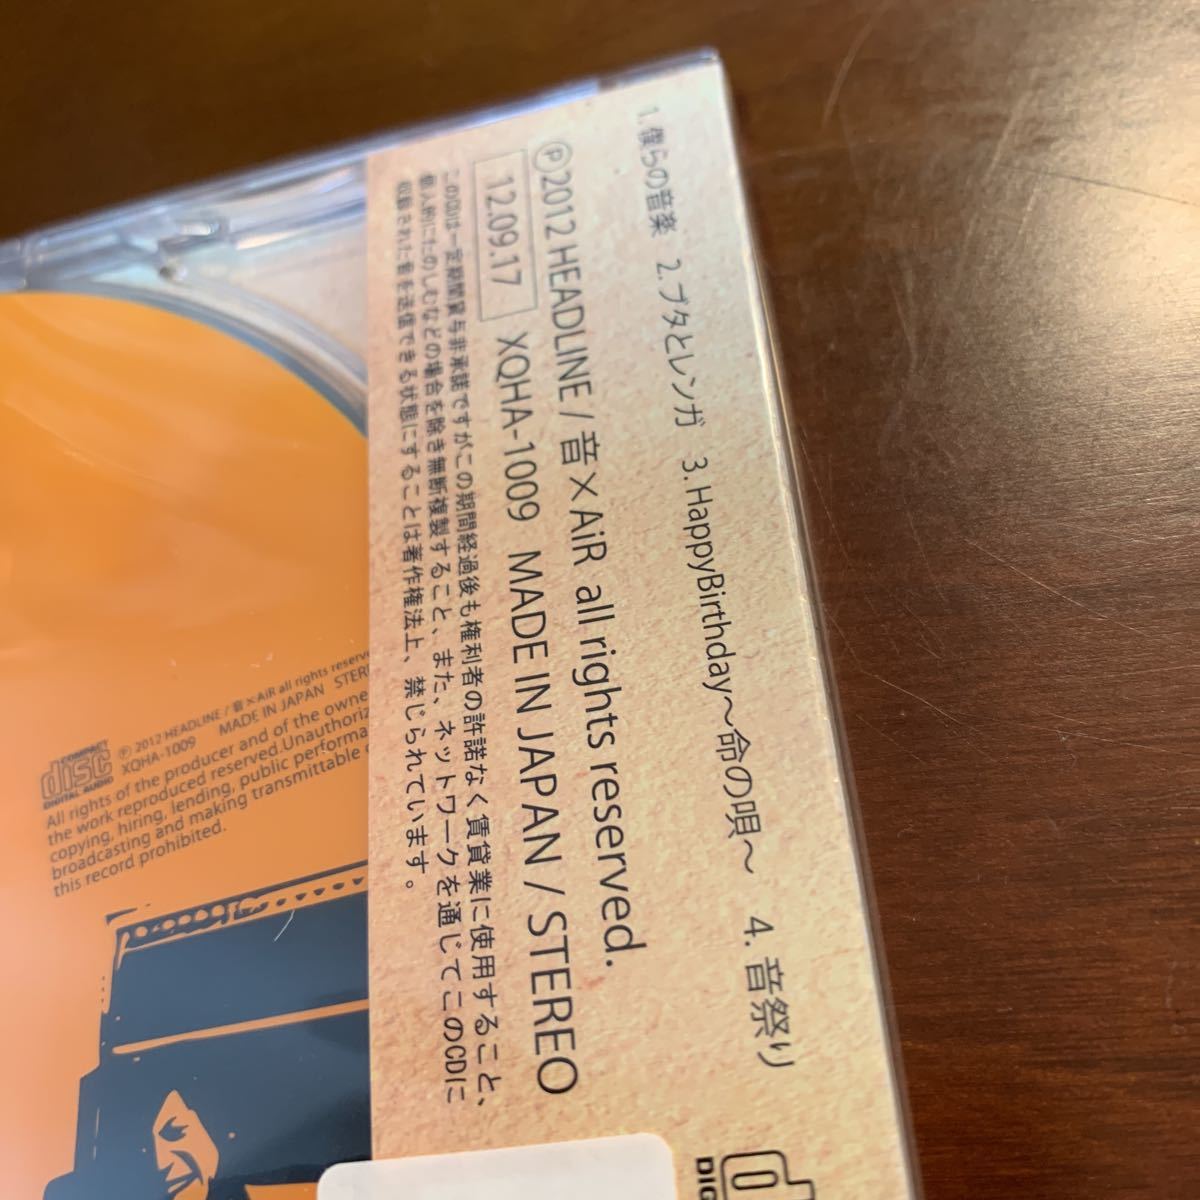 1.僕らの音楽　2.ブタとレンガ　3.HappyBirthday～命の唄～　4.音祭り
Ⓟ2012 HEADLINE / 音×AiR all rights reserved.
12.09.17 XQHA-1009 MADE IN JAPAN / STEREO
このCDは一定期間貸与非承諾ですがこの期間経過後も権利者の許諾なく賃貸業に使用すること、
個人的にたのしむなどの場合を除き無断複製すること、また、ネットワークを通じてこのCDに
収録された音を送信できる状態にすることは著作権法上、禁じられています。
COMPACT
disc
DIGITAL AUDIO
Ⓟ 2012 HEADLINE / 音×AiR all rights reserve
XQHA-1009 MADE IN JAPAN STER
All rights of the producer and of the owne
the work reproduced reserved.Unauthoriz
copying, hiring, lending, public performa
broadcasting and making transmittable
this record prohibited.
DIG